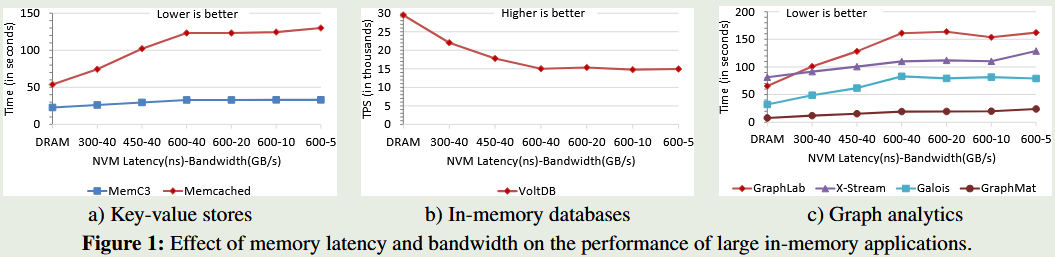 Lower is better
150
100
50
0
Time (in seconds)
DRAM 300-40 450-40 600-40 600-20 600-10 600-5
NVM Latency(ns)-Bandwidth(GB/s)
MemC3 Memcached
a) Key-value stores
Higher is better
30
25
20
15
10
5
0
TPS (in thousands)
DRAM 300-40 450-40 600-40 600-20 600-10 600-5
NVM Latency(ns)-Bandwidth(GB/s)
VoltDB
b) In-memory databases
Lower is better
200
150
100
50
0
Time (in seconds)
DRAM 300-40 450-40 600-40 600-20 600-10 600-5
NVM Latency(ns)-Bandwidth(GB/s)
GraphLab X-Stream Galois GraphMat
c) Graph analytics
Figure 1: Effect of memory latency and bandwidth on the performance of large in-memory applications.